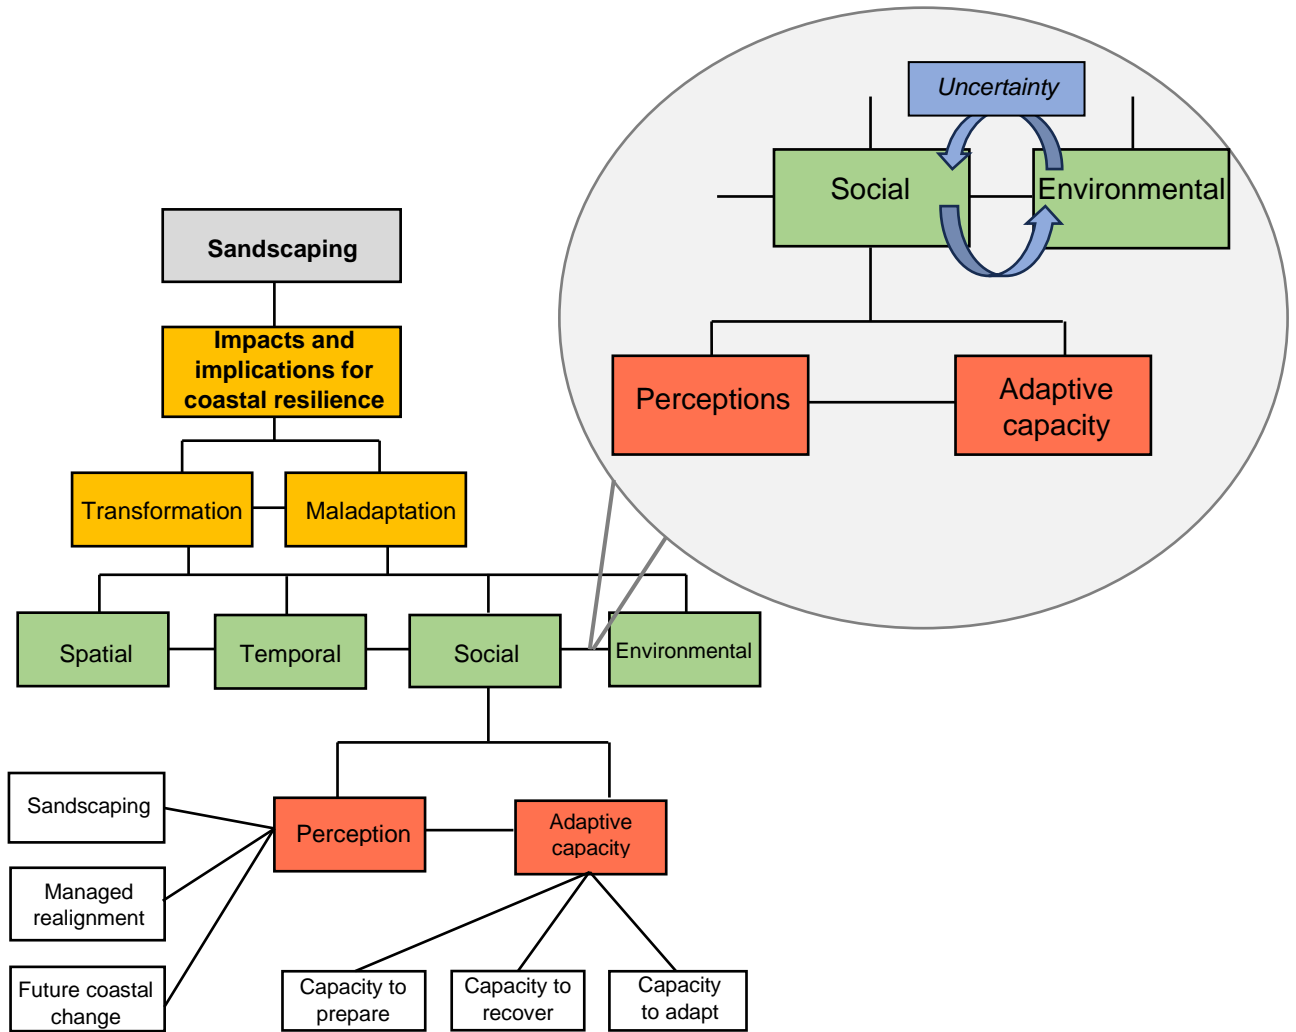 Uncertainty
Social
Environmental
Perceptions
Adaptive
capacity
Sandscaping
Impacts and
implications for
coastal resilience
Transformation
Maladaptation
Spatial
Temporal
Social
Environmental
Sandscaping
Managed
realignment
Future coastal
change
Perception
Adaptive
capacity
Capacity to
prepare
Capacity to
recover
Capacity
to adapt